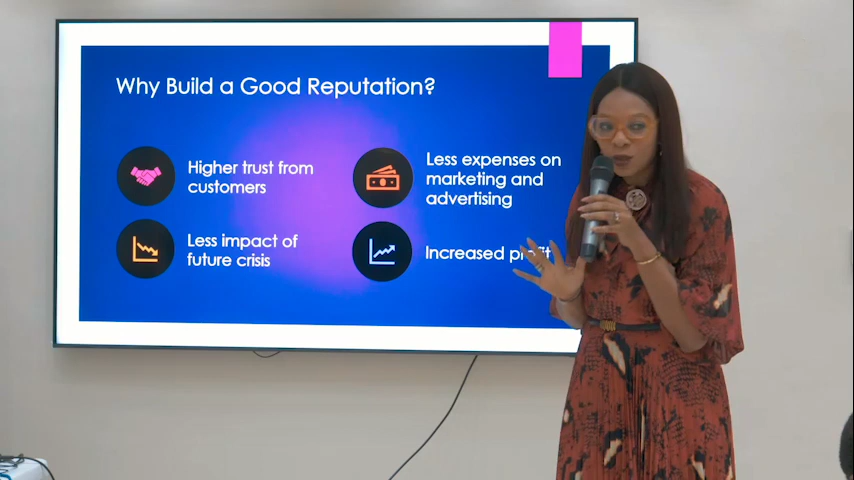 Why Build a Good Reputation?
Higher trust from
customers
Less expenses on
marketing and
advertising
Less impact of
future crisis
Increased profit